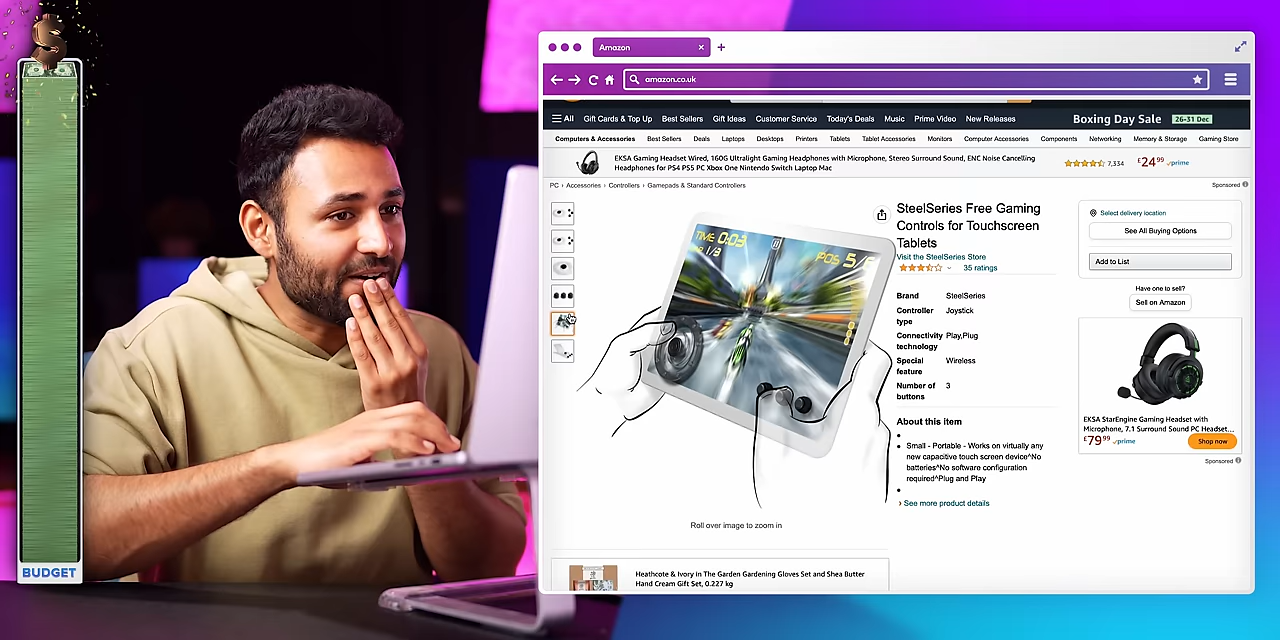 $
BUDGET
Amazon
amazon.co.uk
All Gift Cards & Top Up Best Sellers Gift Ideas Customer Service Today's Deals Music Prime Video New Releases Boxing Day Sale 26-31 Dec
Computers & Accessories Best Sellers Deals Laptops Desktops Printers Tablets Tablet Accessories Monitors Computer Accessories Components Networking Memory & Storage Gaming Store
EKSA Gaming Headset Wired, 160G Ultralight Gaming Headphones with Microphone, Stereo Surround Sound, ENC Noise Cancelling
Headphones for PS4 PS5 PC Xbox One Nintendo Switch Laptop Mac
7,334 £24.99 prime
Sponsored
PC › Accessories › Controllers › Gamepads & Standard Controllers
TIME 0:03
1/3
POS 5/
SteelSeries Free Gaming
Controls for Touchscreen
Tablets
Visit the SteelSeries Store
35 ratings
Brand SteelSeries
Controller type Joystick
Connectivity technology Play,Plug
Special feature Wireless
Number of buttons 3
About this item
Small - Portable - Works on virtually any
new capacitive touch screen device^No
batteries^No software configuration
required^Plug and Play
› See more product details
Roll over image to zoom in
Select delivery location
See All Buying Options
Add to List
Have one to sell?
Sell on Amazon
EKSA StarEngine Gaming Headset with
Microphone, 7.1 Surround Sound PC Headset...
£79.99 prime
Shop now
Sponsored
Heathcote & Ivory in The Garden Gardening Gloves Set and Shea Butter
Hand Cream Gift Set, 0.227 kg